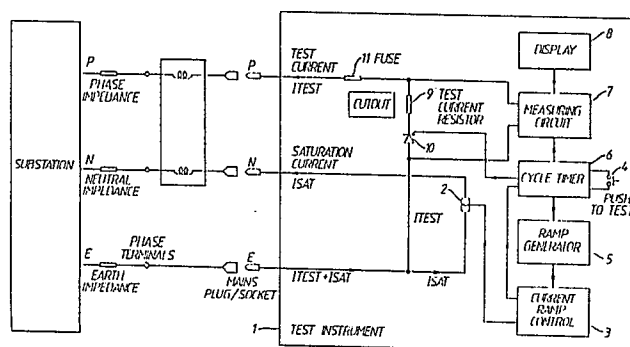 SUBSTATION
P
PHASE
IMPEDANCE
N
NEUTRAL
IMPEDANCE
E
EARTH
IMPEDANCE
PHASE
TERMINALS
P
N
E
MAINS
PLUG/SOCKET
TEST
CURRENT
ITEST
11 FUSE
CUTOUT
9
TEST
CURRENT
RESISTOR
10
SATURATION
CURRENT
ISAT
2
ITEST
ITEST+ISAT
ISAT
1
TEST INSTRUMENT
DISPLAY
8
MEASURING
CIRCUIT
7
CYCLE TIMER
6
4
PUSH
TO TEST
RAMP
GENERATOR
5
CURRENT
RAMP
CONTROL
3